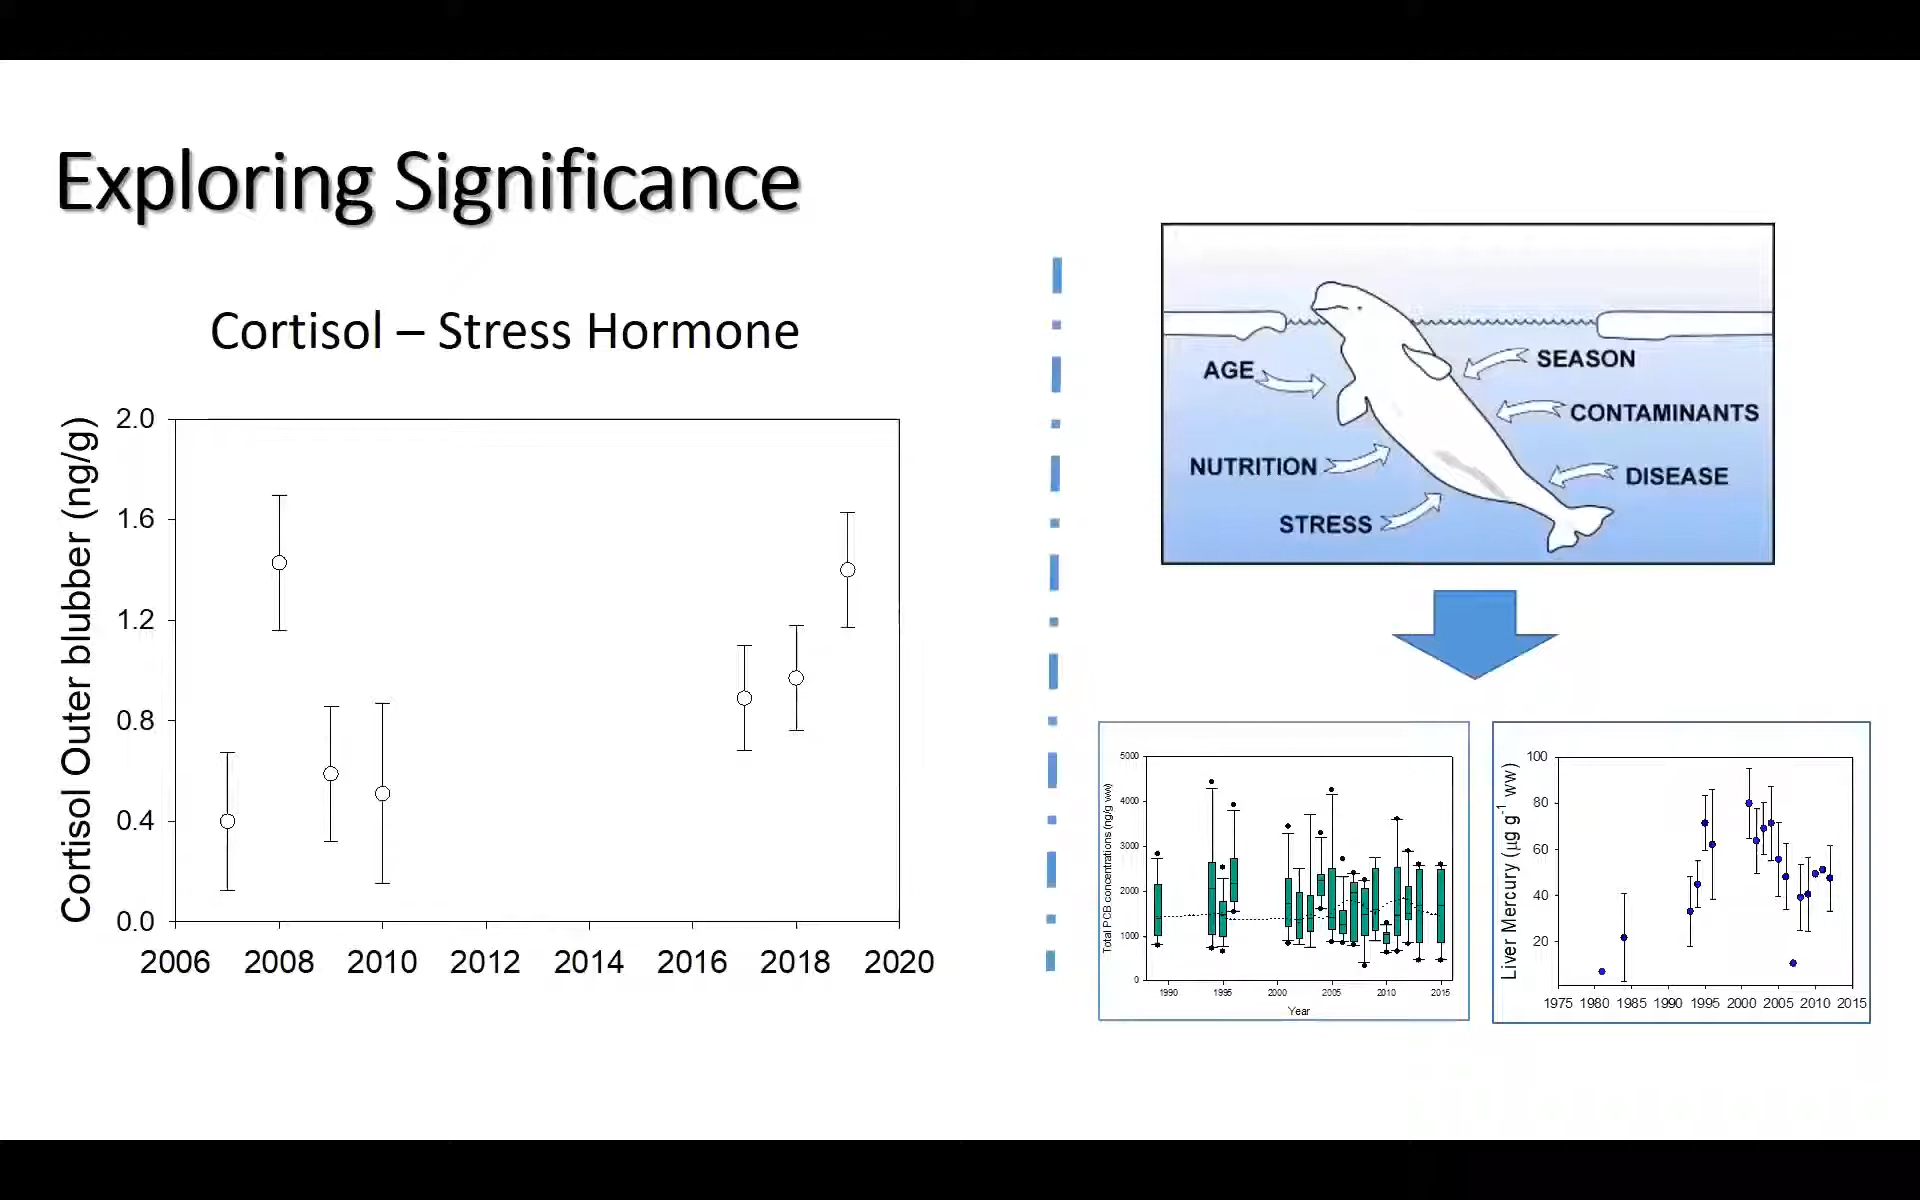 Exploring Significance
Cortisol – Stress Hormone
Cortisol Outer blubber (ng/g)
2.0
1.6
1.2
0.8
0.4
0.0
2006 2008 2010 2012 2014 2016 2018 2020
AGE
SEASON
CONTAMINANTS
NUTRITION
DISEASE
STRESS
Total PCB concentrations (ng/g ww)
5000
4000
3000
2000
1000
0
1990 1995 2000 2005 2010 2015
Year
Liver Mercury (µg g⁻¹ ww)
100
80
60
40
20
1975 1980 1985 1990 1995 2000 2005 2010 2015